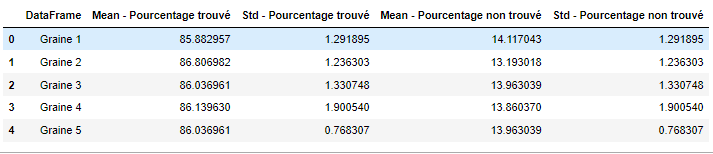 DataFrame Mean - Pourcentage trouvé Std - Pourcentage trouvé Mean - Pourcentage non trouvé Std - Pourcentage non trouvé
0 Graine 1 85.882957 1.291895 14.117043 1.291895
1 Graine 2 86.806982 1.236303 13.193018 1.236303
2 Graine 3 86.036961 1.330748 13.963039 1.330748
3 Graine 4 86.139630 1.900540 13.860370 1.900540
4 Graine 5 86.036961 0.768307 13.963039 0.768307